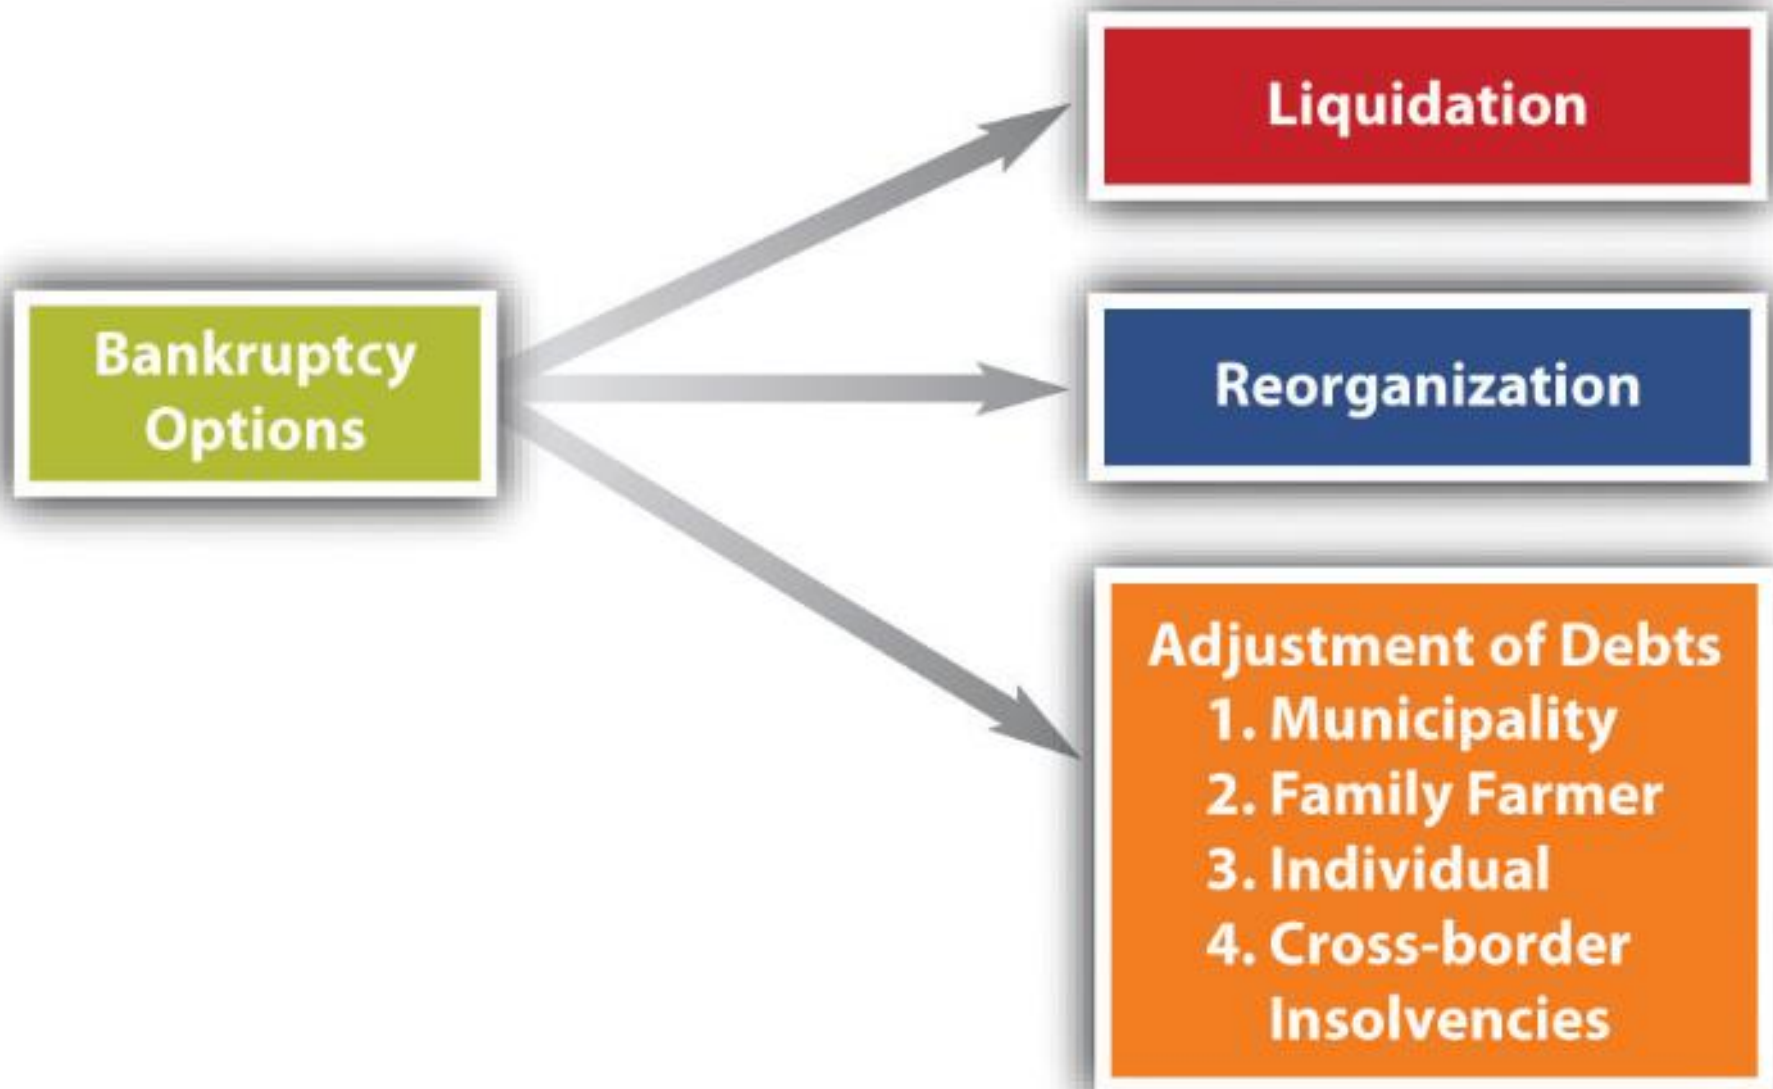 Bankruptcy
Options
Liquidation
Reorganization
Adjustment of Debts
1. Municipality
2. Family Farmer
3. Individual
4. Cross-border
Insolvencies